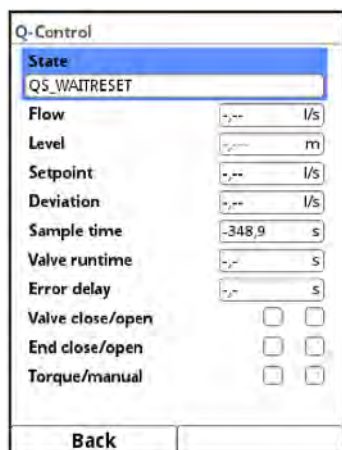 Q-Control
State
QS_WAITRESET
Flow -,-- l/s
Level -,--- m
Setpoint -,-- l/s
Deviation -,-- l/s
Sample time -348,9 s
Valve runtime -,- s
Error delay -,- s
Valve close/open
End close/open
Torque/manual
Back